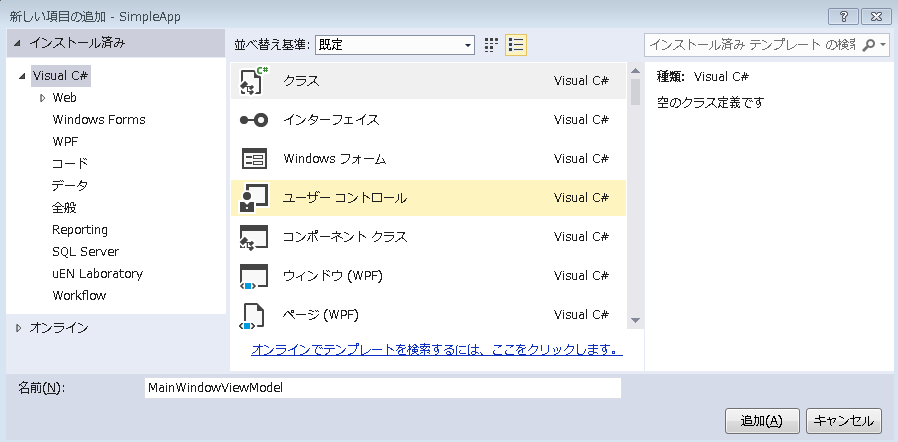 新しい項目の追加 - SimpleApp
インストール済み
並べ替え基準: 既定
インストール済み テンプレート の検索
Visual C#
Web
Windows Forms
WPF
コード
データ
全般
Reporting
SQL Server
uEN Laboratory
Workflow
オンライン
C# クラス Visual C#
インターフェイス Visual C#
Windows フォーム Visual C#
ユーザー コントロール Visual C#
コンポーネント クラス Visual C#
ウィンドウ (WPF) Visual C#
ページ (WPF) Visual C#
オンラインでテンプレートを検索するには、ここをクリックします。
種類: Visual C#
空のクラス定義です
名前(N): MainWindowViewModel
追加(A) キャンセル